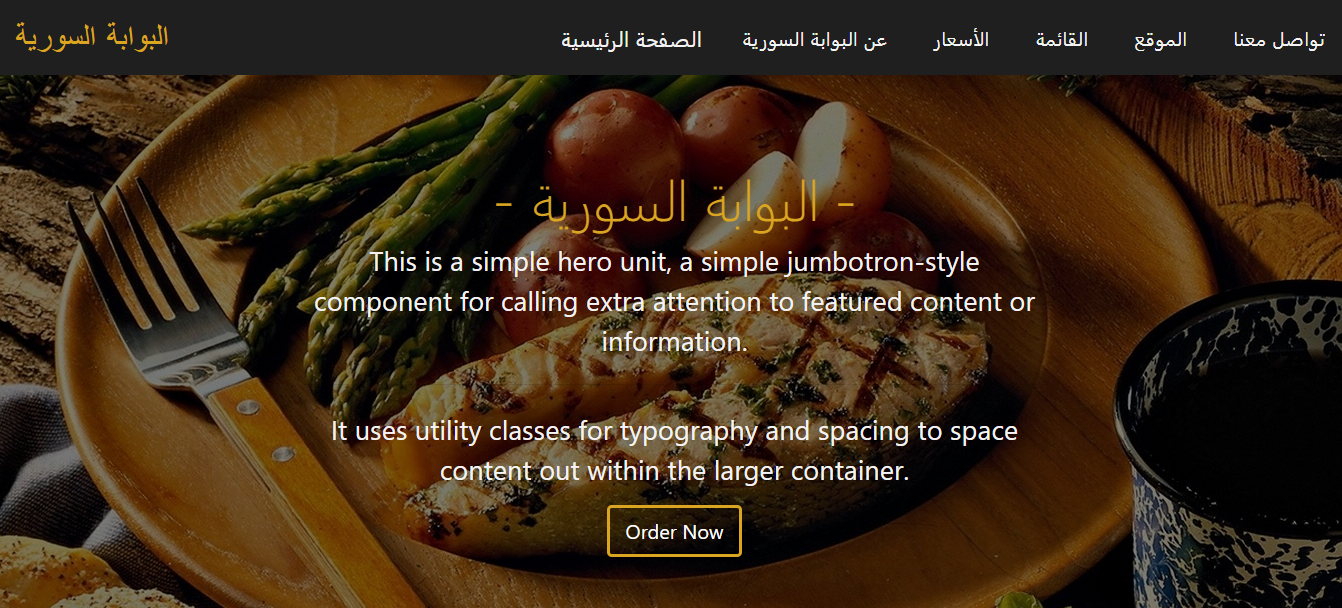 البوابة السورية
الصفحة الرئيسية
عن البوابة السورية
الأسعار
القائمة
الموقع
تواصل معنا
- البوابة السورية -
This is a simple hero unit, a simple jumbotron-style
component for calling extra attention to featured content or
information.
It uses utility classes for typography and spacing to space
content out within the larger container.
Order Now